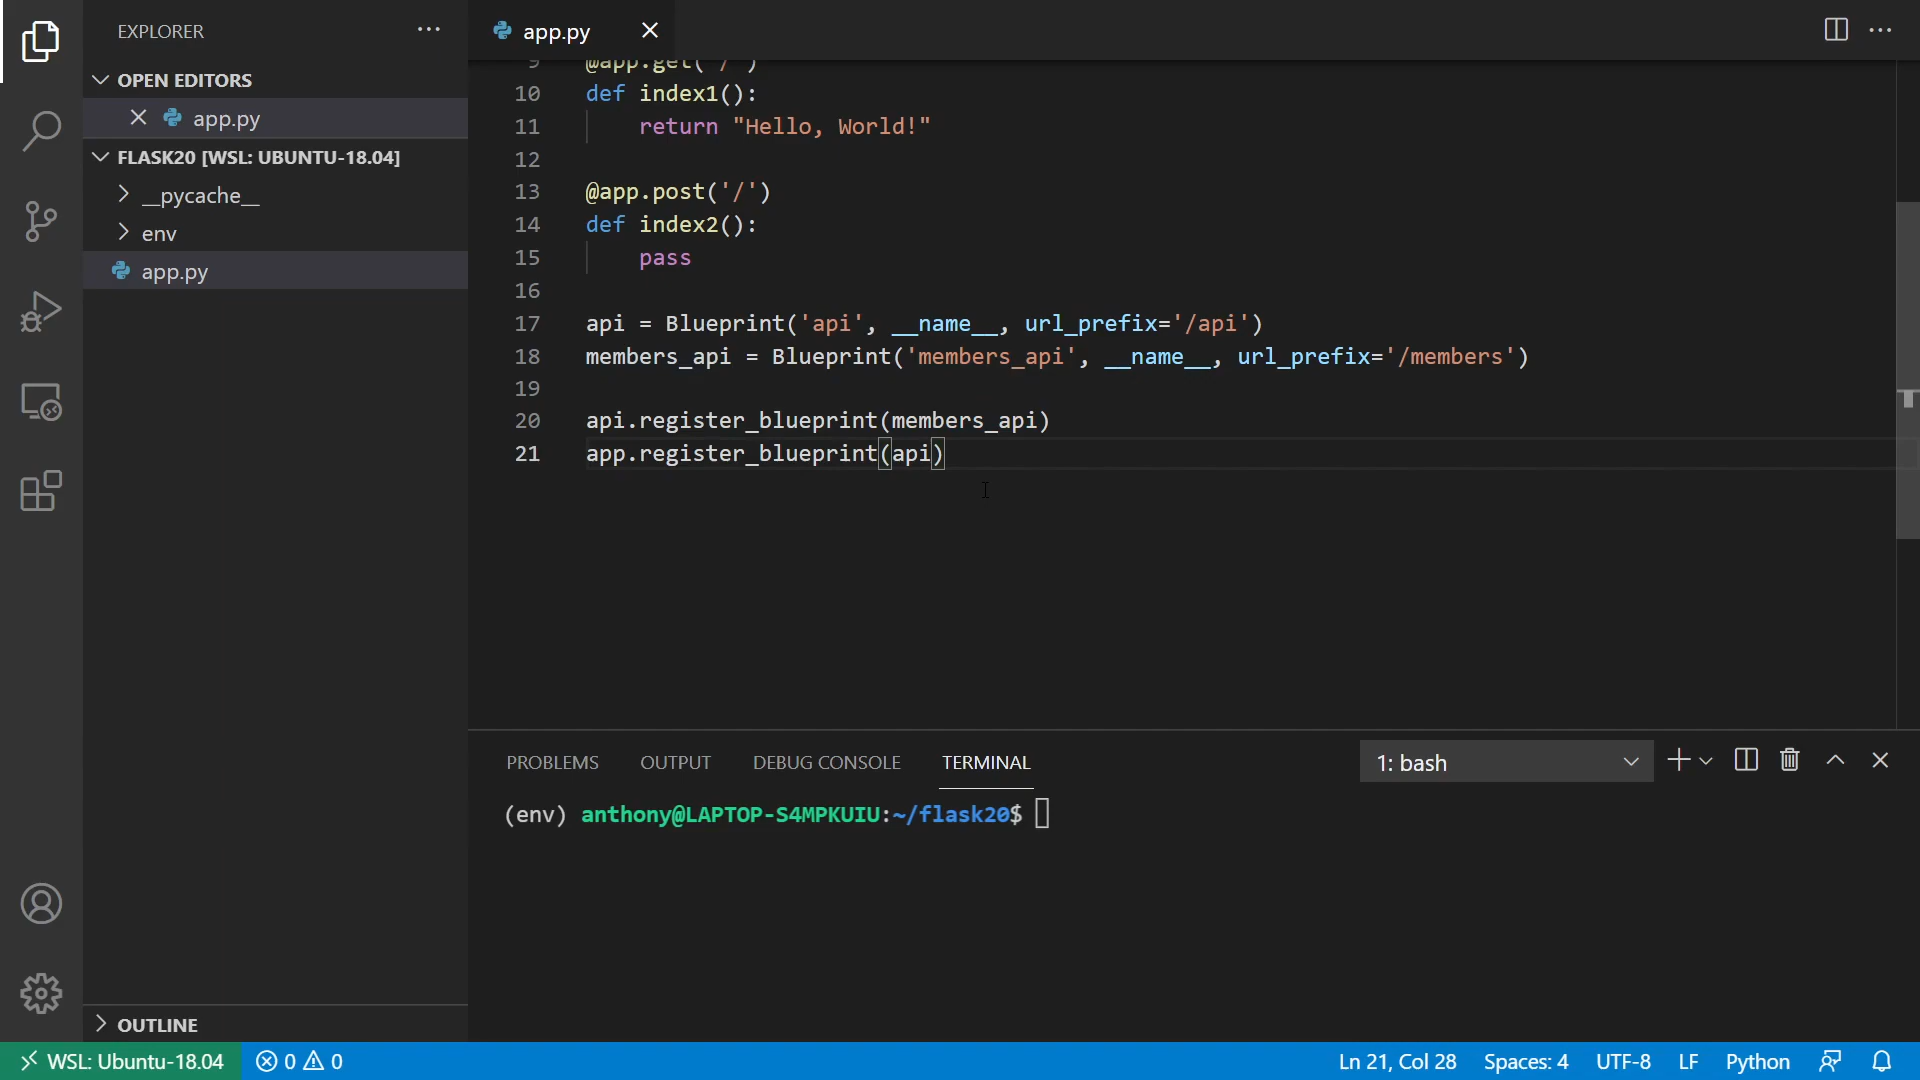 EXPLORER
OPEN EDITORS
app.py
FLASK20 [WSL: UBUNTU-18.04]
__pycache__
env
app.py
OUTLINE
app.py
9 @app.get('/')
10 def index1():
11 return "Hello, World!"
12
13 @app.post('/')
14 def index2():
15 pass
16
17 api = Blueprint('api', __name__, url_prefix='/api')
18 members_api = Blueprint('members_api', __name__, url_prefix='/members')
19
20 api.register_blueprint(members_api)
21 app.register_blueprint(api)
PROBLEMS OUTPUT DEBUG CONSOLE TERMINAL 1: bash
(env) anthony@LAPTOP-S4MPKUIU:~/flask20$
WSL: Ubuntu-18.04 0 0 Ln 21, Col 28 Spaces: 4 UTF-8 LF Python